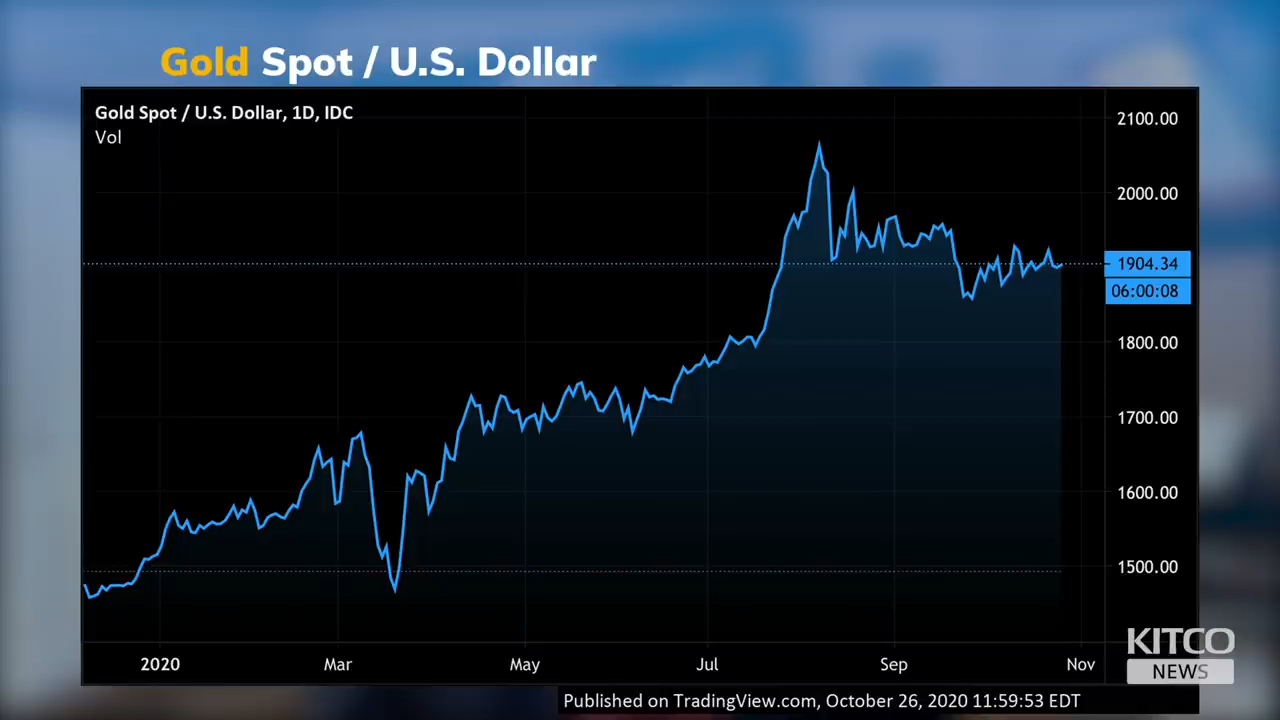 Gold Spot / U.S. Dollar
Gold Spot / U.S. Dollar, 1D, IDC
Vol
2100.00
2000.00
1904.34
06:00:08
1800.00
1700.00
1600.00
1500.00
2020 Mar May Jul Sep Nov
KITCO
NEWS
Published on TradingView.com, October 26, 2020 11:59:53 EDT